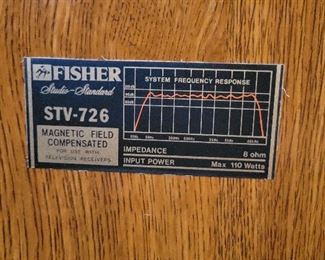 FISHER
Studio-Standard
STV-726
MAGNETIC FIELD
COMPENSATED
FOR USE WITH
TELEVISION RECEIVERS
SYSTEM FREQUENCY RESPONSE
IMPEDANCE 8 ohm
INPUT POWER Max 110 Watts